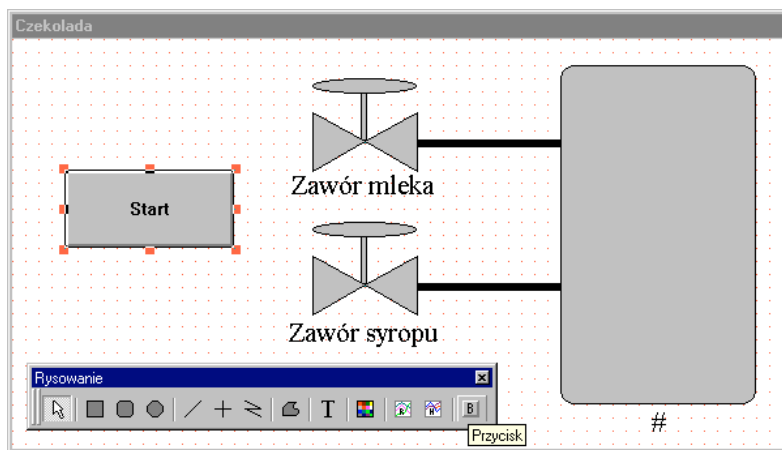 Czekolada
Start
Zawór mleka
Zawór syropu
Rysowanie
T
R
H
B
Przycisk
#